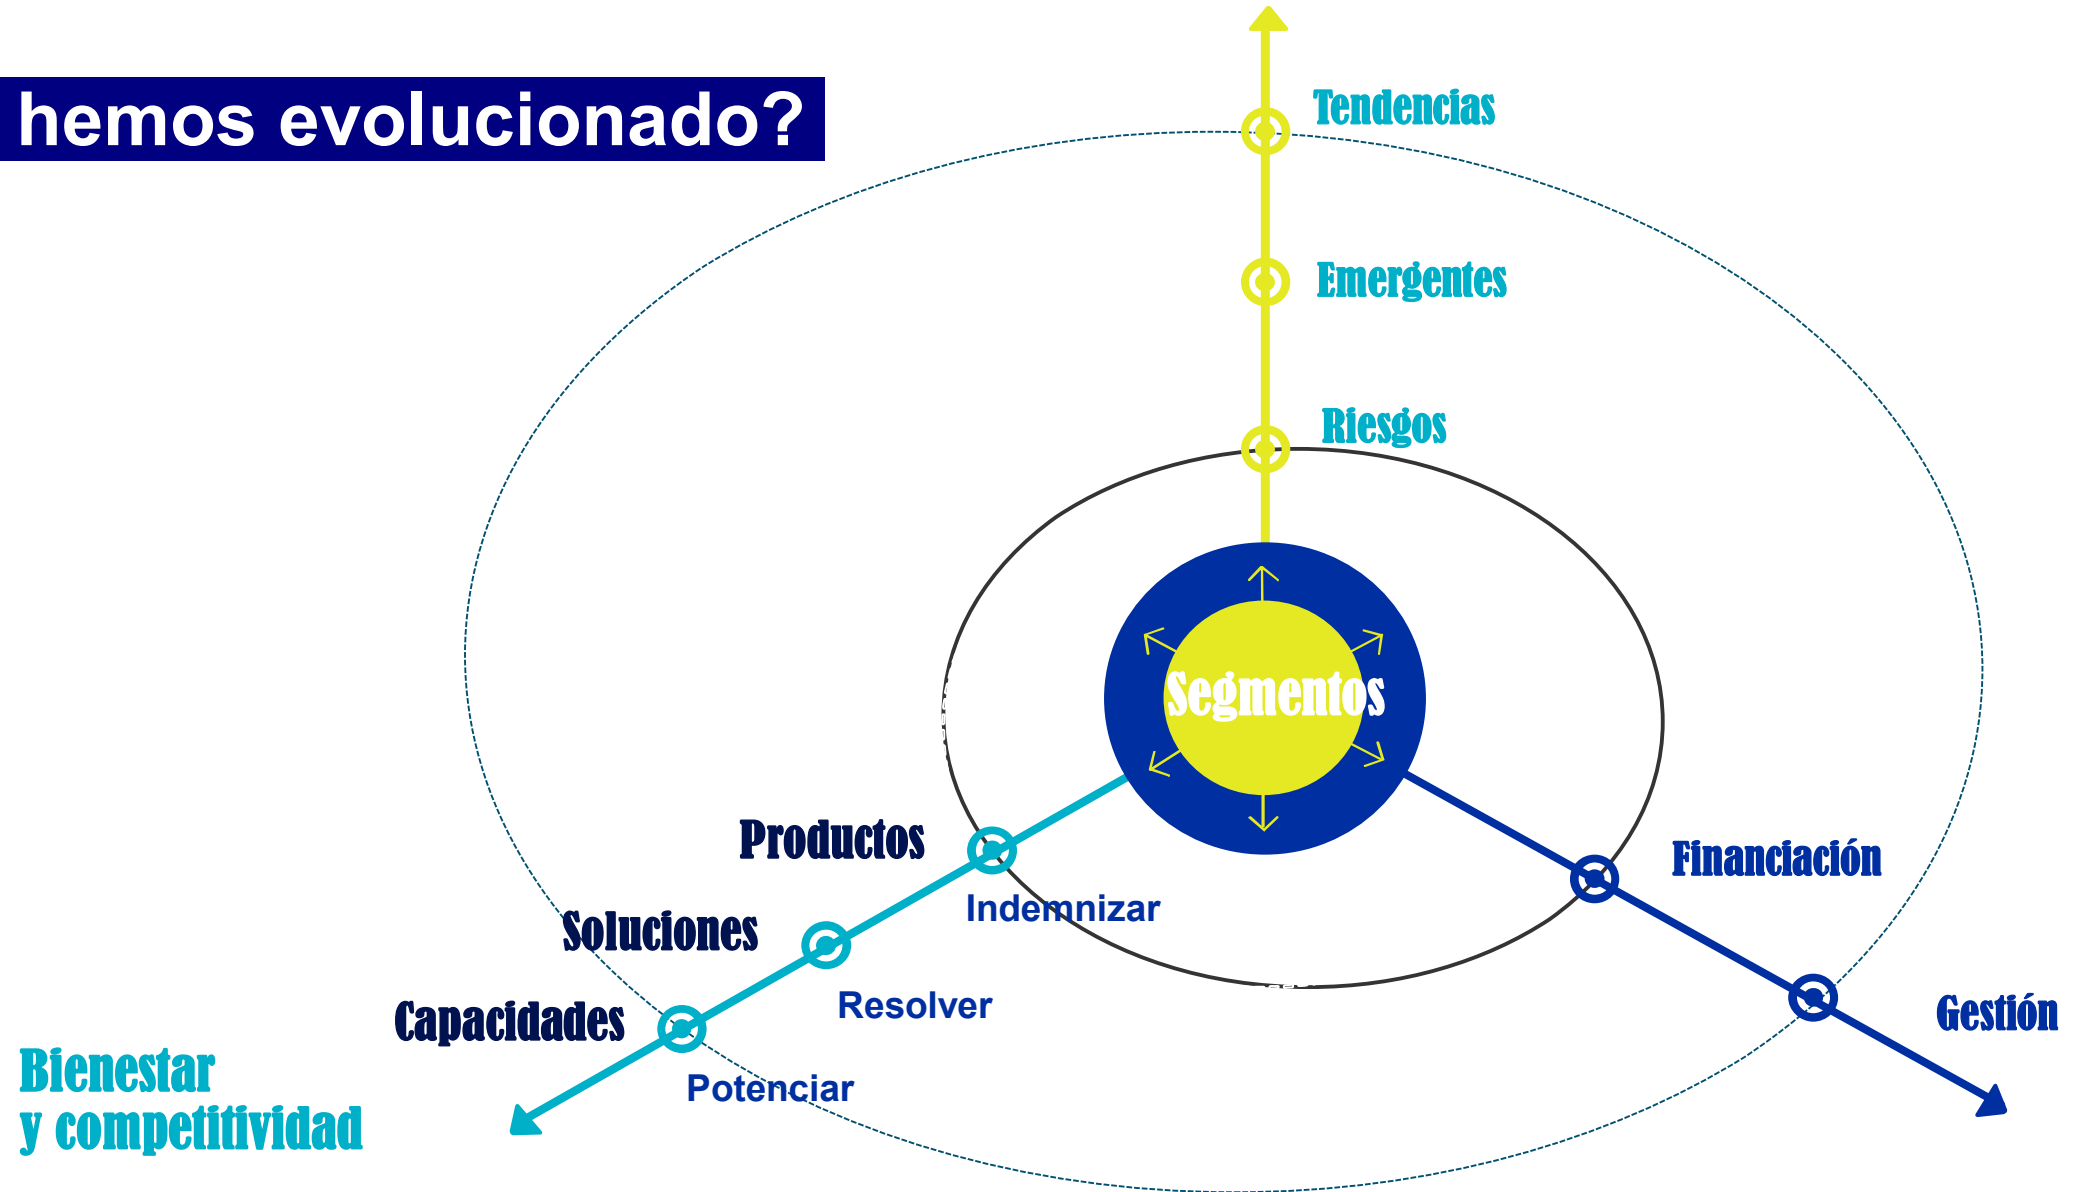 hemos evolucionado?
Tendencias
Emergentes
Riesgos
Segmentos
Productos
Indemnizar
Financiación
Soluciones
Resolver
Gestión
Capacidades
Potenciar
Bienestar
y competitividad